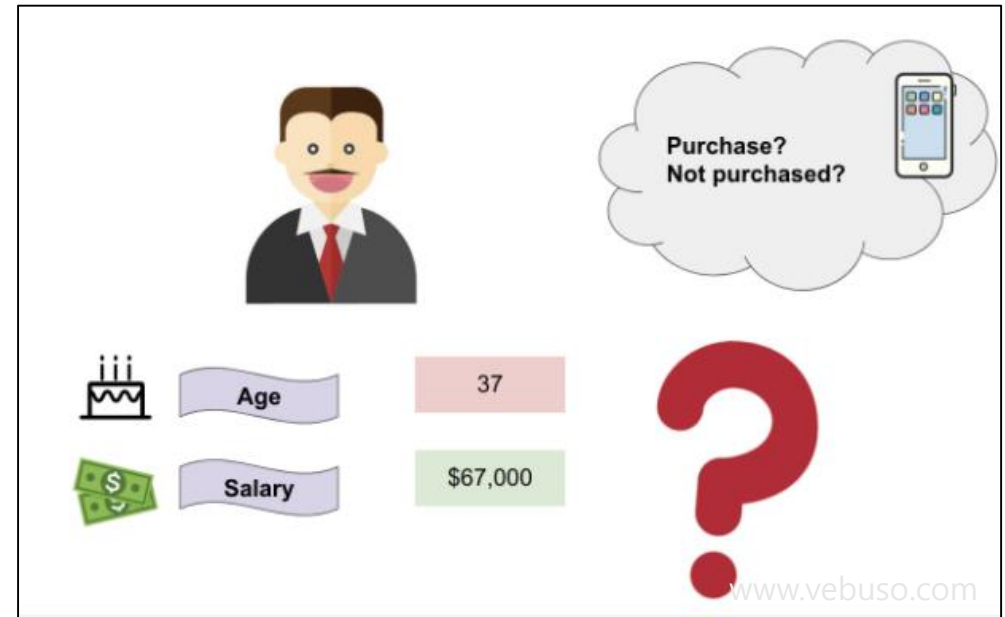 Purchase?
Not purchased?
Age
37
Salary
$67,000
www.vebuso.com